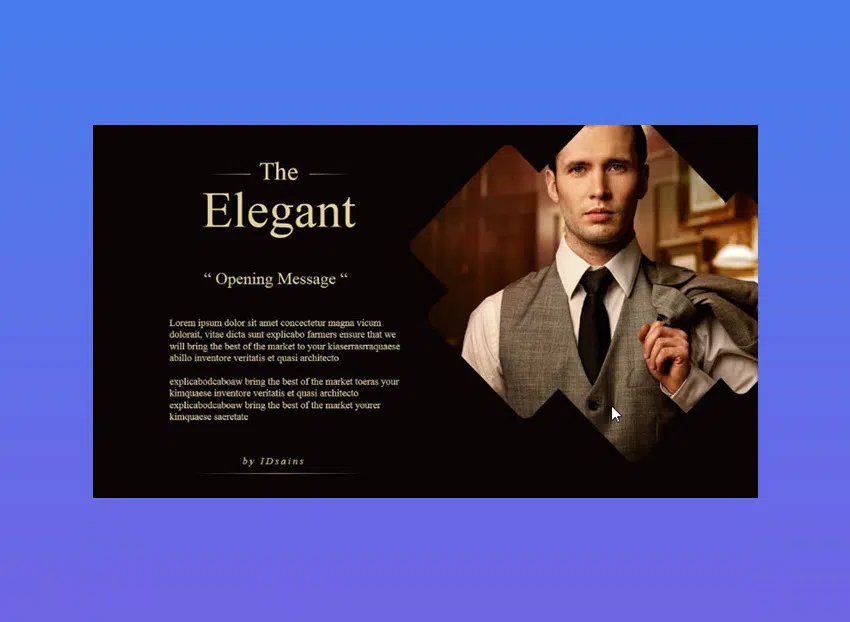 The
Elegant
“ Opening Message “
Lorem ipsum dolor sit amet concectetur magna vicum
dolorait, vitae dicta sunt explicabo farmers ensure that we
will bring the best of the market to your kiaserrasrraquaese
abillo inventore veritatis et quasi architecto
explicabodcaboaw bring the best of the market toeras your
kimquaese inventore veritatis et quasi architecto
explicabodcaboaw bring the best of the market yourer
kimquaese saeretate
by IDsains